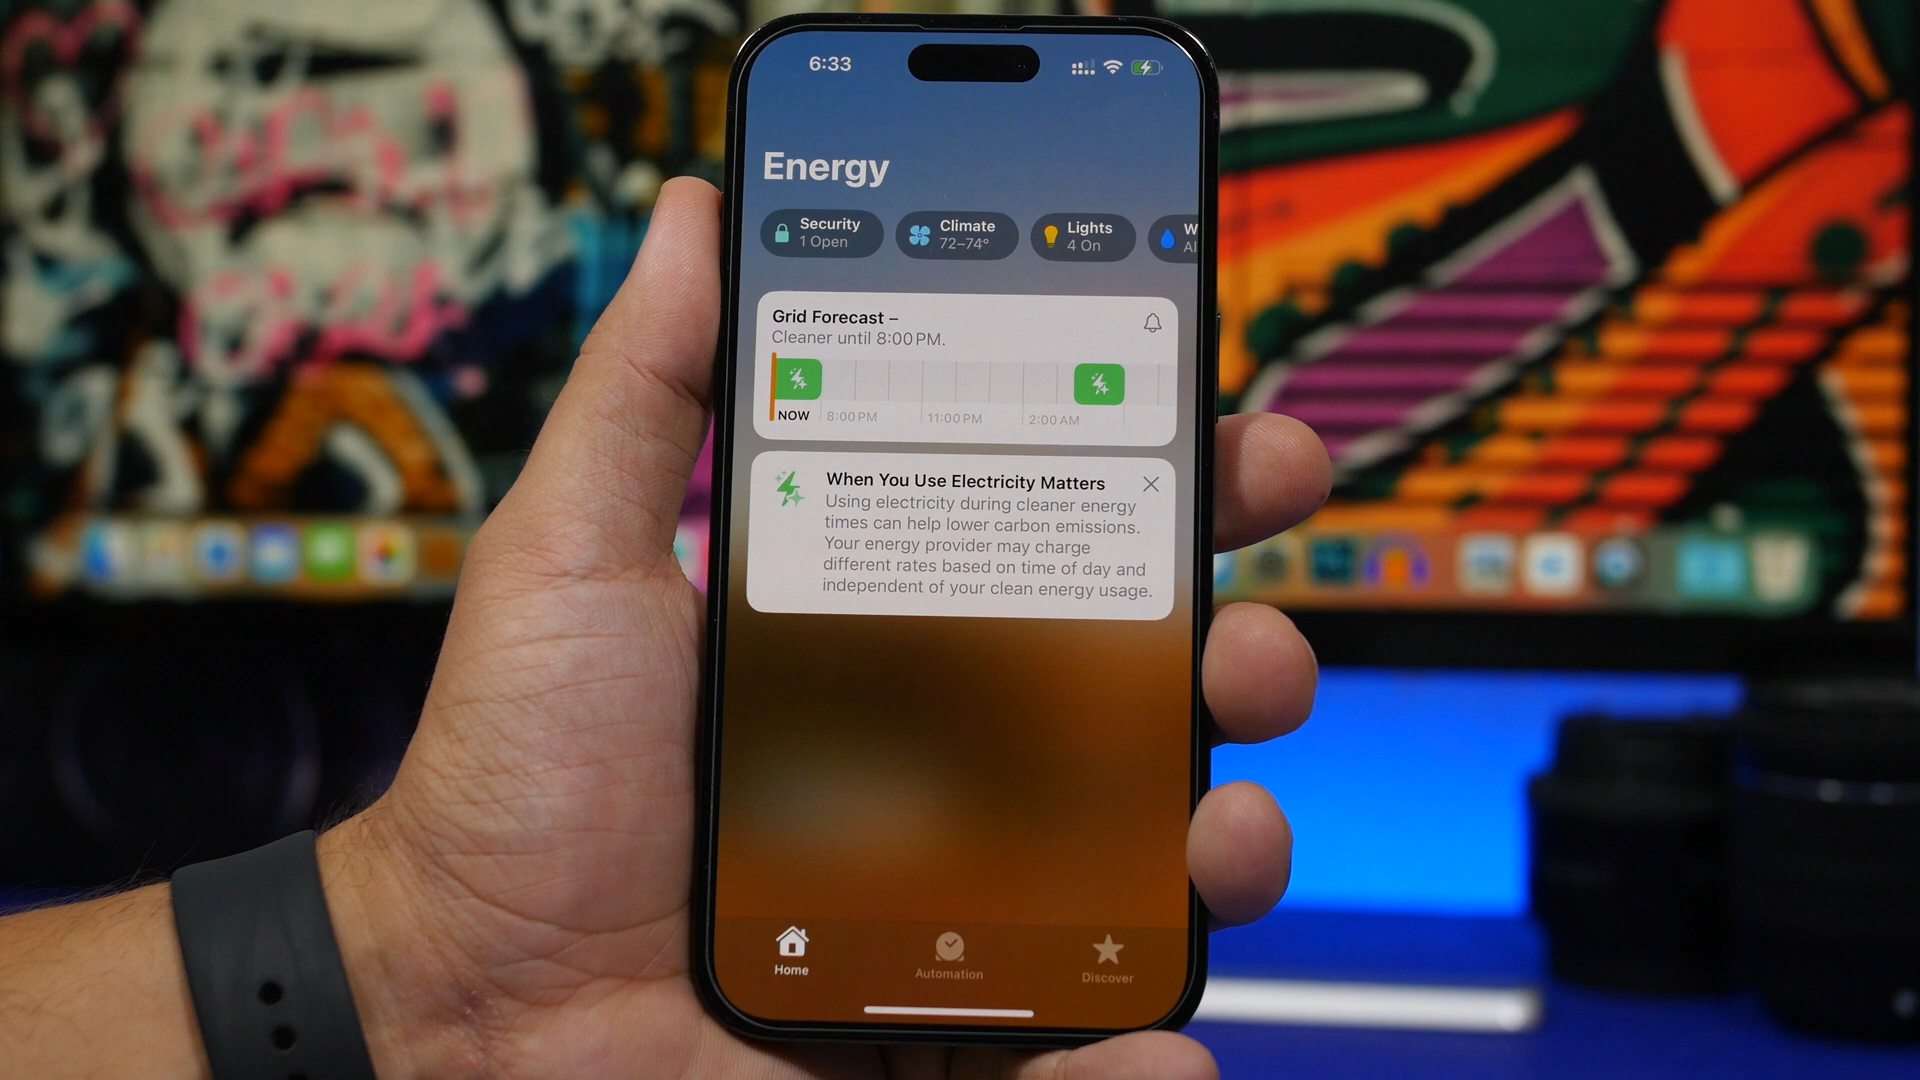 6:33
Energy
Security
1 Open
Climate
72–74°
Lights
4 On
W
Al
Grid Forecast –
Cleaner until 8:00 PM.
NOW
8:00 PM
11:00 PM
2:00 AM
When You Use Electricity Matters
Using electricity during cleaner energy
times can help lower carbon emissions.
Your energy provider may charge
different rates based on time of day and
independent of your clean energy usage.
Home
Automation
Discover